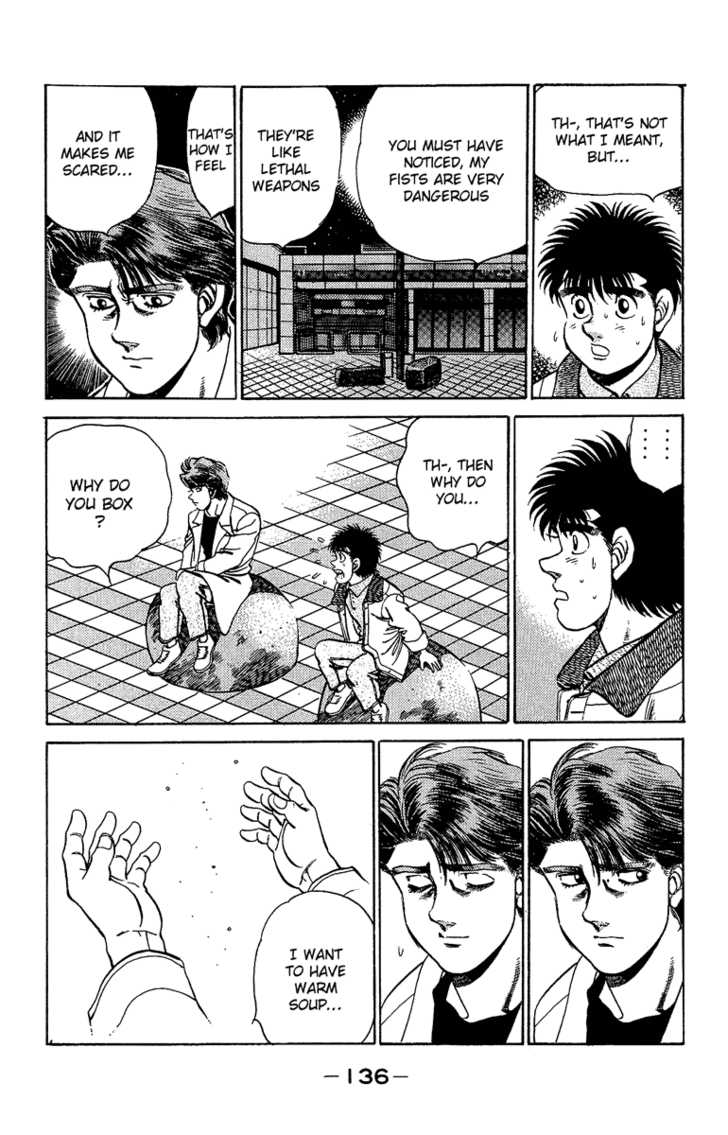 TH-, THAT'S NOT
WHAT I MEANT,
BUT...
YOU MUST HAVE
NOTICED, MY
FISTS ARE VERY
DANGEROUS
THEY'RE
LIKE
LETHAL
WEAPONS
THAT'S
HOW I
FEEL
AND IT
MAKES ME
SCARED...
......
TH-, THEN
WHY DO
YOU...
WHY DO
YOU BOX
?
I WANT
TO HAVE
WARM
SOUP...
-136-